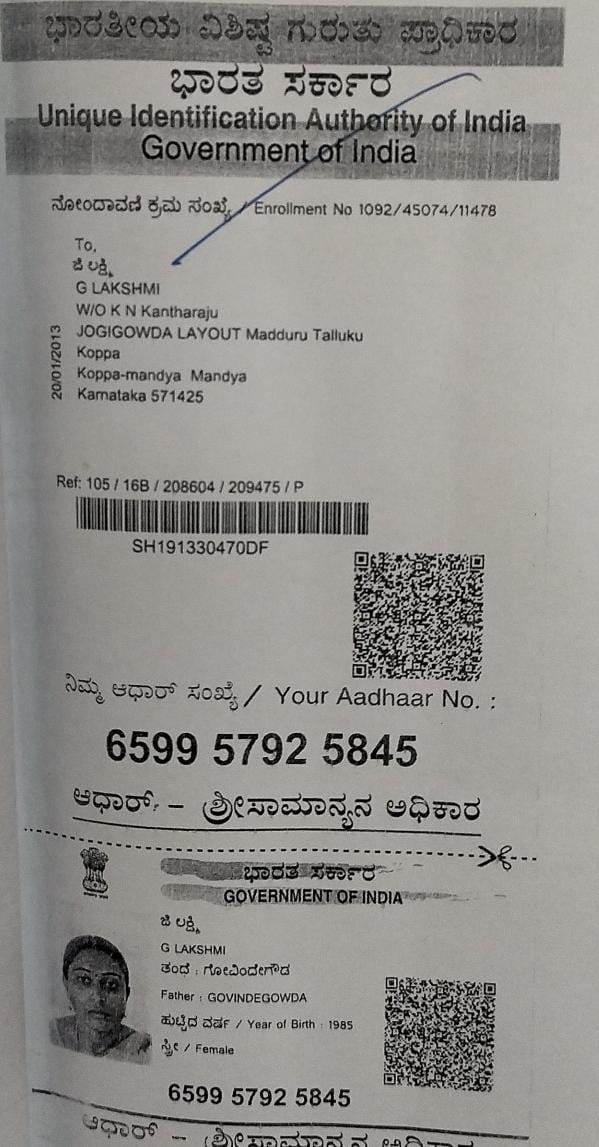 ಭಾರತೀಯ ವಿಶಿಷ್ಟ ಗುರುತು ಪ್ರಾಧಿಕಾರ
ಭಾರತ ಸರ್ಕಾರ
Unique Identification Authority of India
Government of India
ನೋಂದಾವಣಿ ಕ್ರಮ ಸಂಖ್ಯೆ / Enrollment No 1092/45074/11478
To,
ಜಿ ಲಕ್ಷ್ಮಿ
G LAKSHMI
W/O K N Kantharaju
JOGIGOWDA LAYOUT Madduru Talluku
Koppa
Koppa-mandya Mandya
Karnataka 571425
20/01/2013
Ref: 105 / 16B / 208604 / 209475 / P
SH191330470DF
ನಿಮ್ಮ ಆಧಾರ್ ಸಂಖ್ಯೆ / Your Aadhaar No. :
6599 5792 5845
ಆಧಾರ್ - ಶ್ರೀಸಾಮಾನ್ಯನ ಅಧಿಕಾರ
ಭಾರತ ಸರ್ಕಾರ
GOVERNMENT OF INDIA
ಜಿ ಲಕ್ಷ್ಮಿ
G LAKSHMI
ತಂದೆ : ಗೋವಿಂದೇಗೌಡ
Father : GOVINDEGOWDA
ಹುಟ್ಟಿದ ವರ್ಷ / Year of Birth : 1985
ಸ್ತ್ರೀ / Female
6599 5792 5845
ಆಧಾರ್ - ಶ್ರೀಸಾಮಾನ್ಯನ ಅಧಿಕಾರ